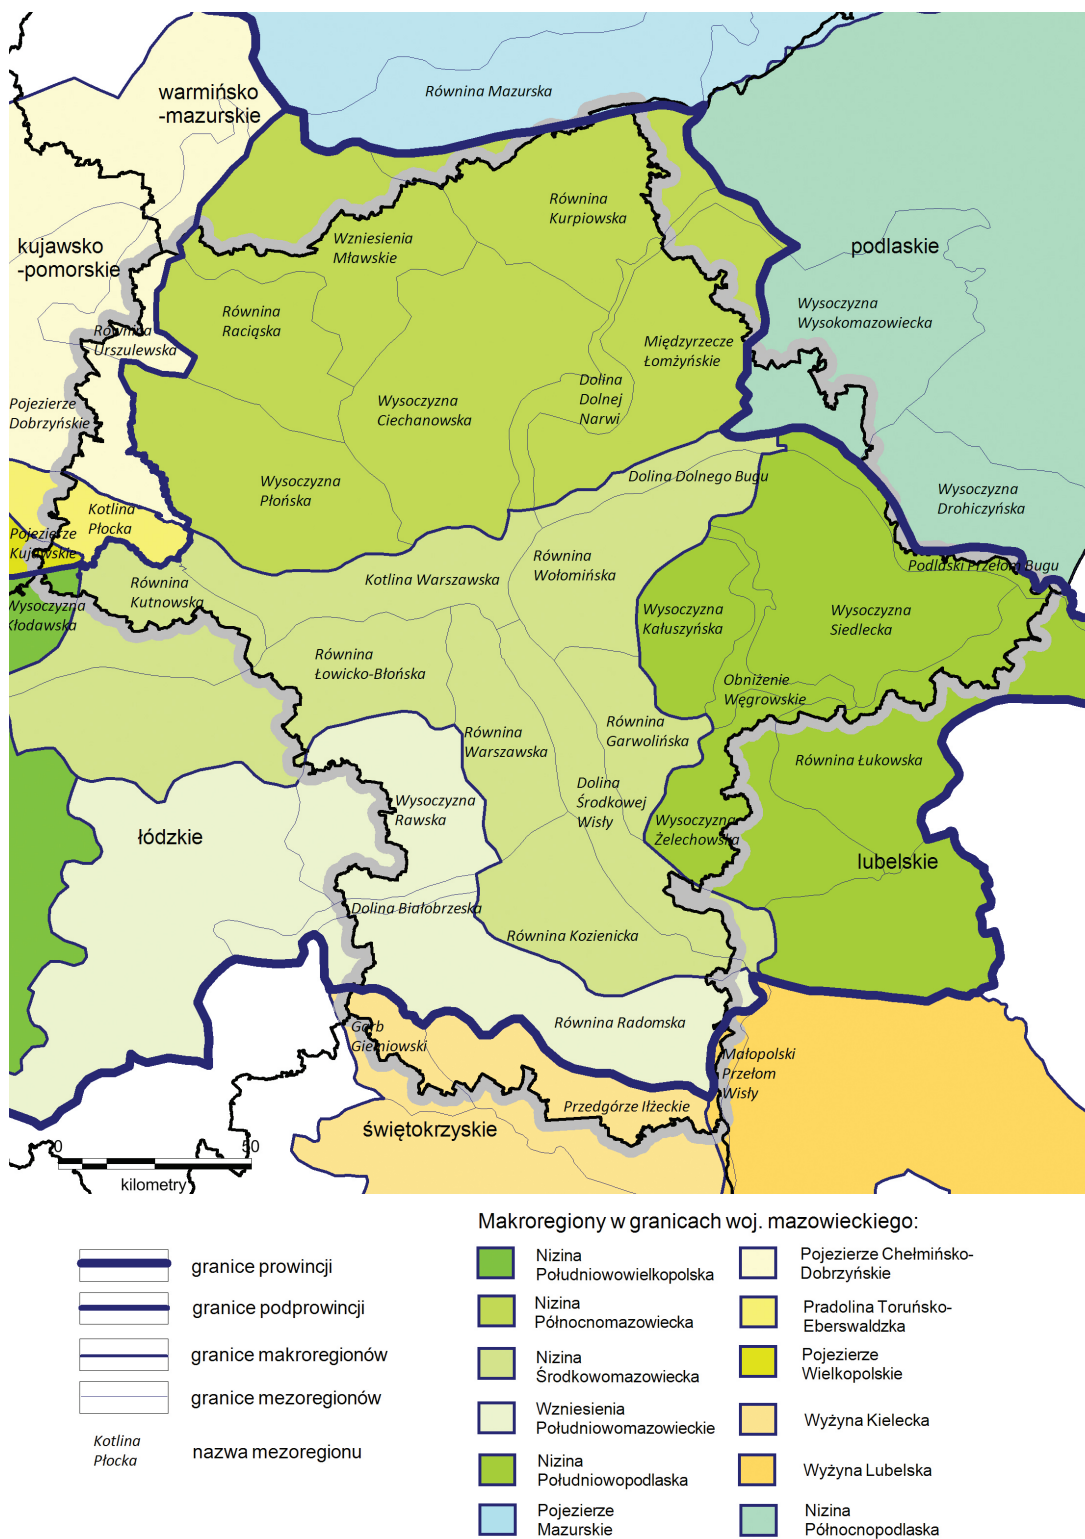 Równina Mazurska
warmińsko
-mazurskie
Równina
Kurpiowska
kujawsko
-pomorskie
Wzniesienia
Mławskie
podlaskie
Wysoczyzna
Wysokomazowiecka
Równina
Raciąska
Równina
Urszulewska
Międzyrzecze
Łomżyńskie
Dolina
Dolnej
Narwi
Pojezierze
Dobrzyńskie
Wysoczyzna
Ciechanowska
Dolina Dolnego Bugu
Wysoczyzna
Płońska
Wysoczyzna
Drohiczyńska
Kotlina
Płocka
Pojezierze
Kujawskie
Równina
Wołomińska
Podlaski Przełom Bugu
Kotlina Warszawska
Równina
Kutnowska
Wysoczyzna
Kłodawska
Wysoczyzna
Kałuszyńska
Wysoczyzna
Siedlecka
Równina
Łowicko-Błońska
Obniżenie
Węgrowskie
Równina
Garwolińska
Równina
Warszawska
Równina Łukowska
Dolina
Środkowej
Wisły
Wysoczyzna
Rawska
Wysoczyzna
Żelechowska
łódzkie
lubelskie
Dolina Białobrzeska
Równina Kozienicka
Równina Radomska
Garb
Gielniowski
Małopolski
Przełom
Wisły
Przedgórze Iłżeckie
świętokrzyskie
0 50
kilometry
Makroregiony w granicach woj. mazowieckiego:
granice prowincji
granice podprowincji
granice makroregionów
granice mezoregionów
Kotlina
Płocka
nazwa mezoregionu
Nizina
Południowowielkopolska
Nizina
Północnomazowiecka
Nizina
Środkowomazowiecka
Wzniesienia
Południowomazowieckie
Nizina
Południowopodlaska
Pojezierze
Mazurskie
Pojezierze Chełmińsko-
Dobrzyńskie
Pradolina Toruńsko-
Eberswaldzka
Pojezierze
Wielkopolskie
Wyżyna Kielecka
Wyżyna Lubelska
Nizina
Północnopodlaska